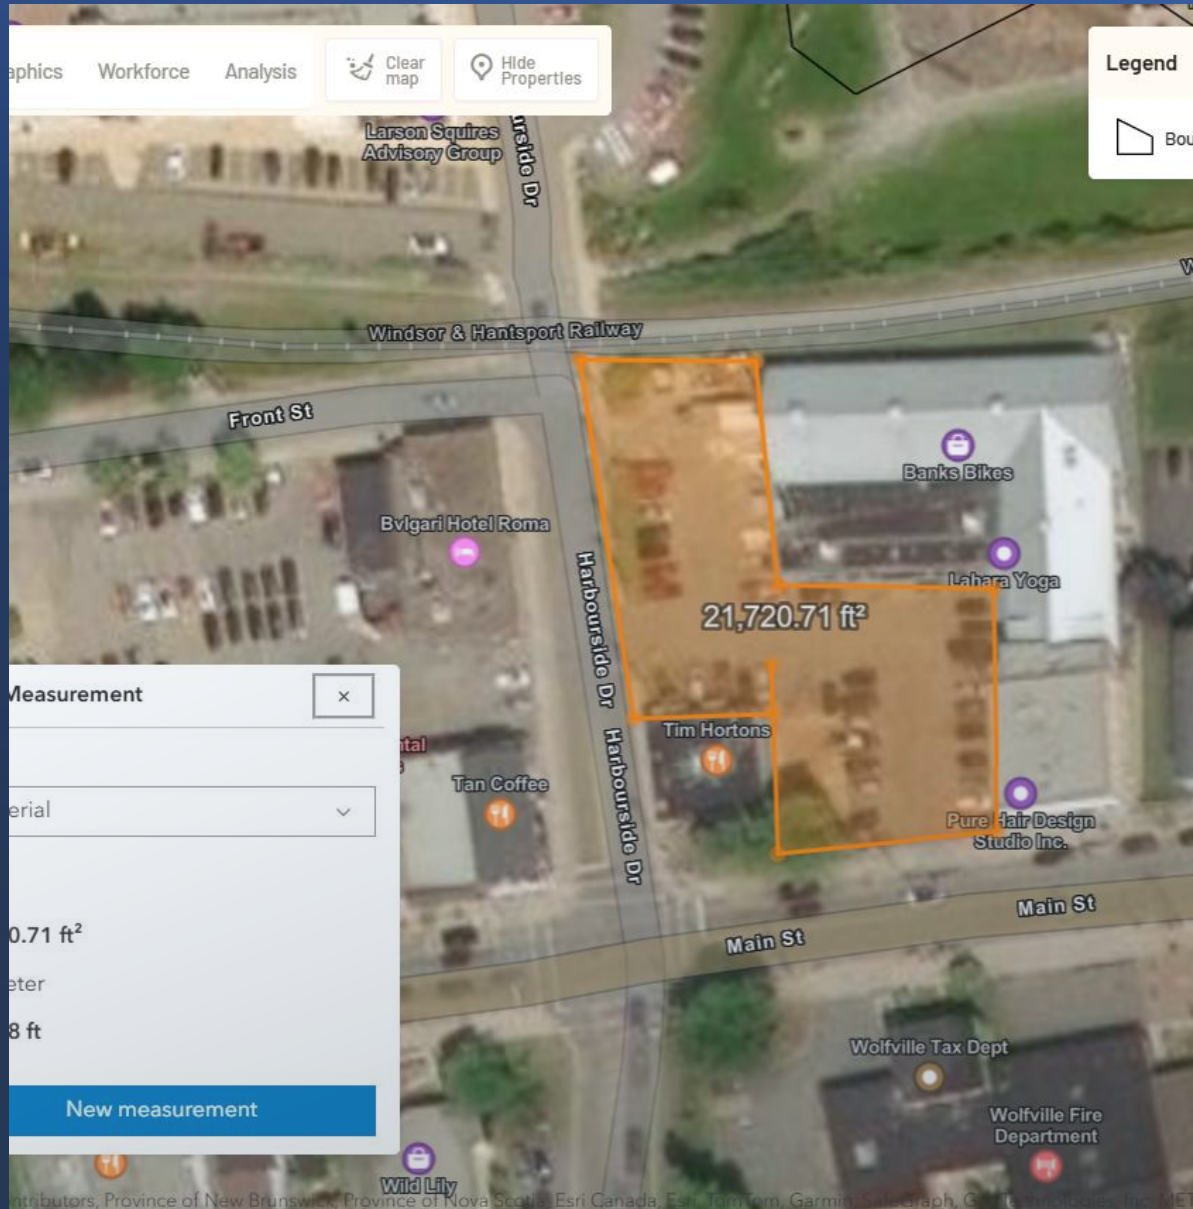 aphics
Workforce
Analysis
Clear
map
Hide
Properties
Legend
Bou
Larson Squires
Advisory Group
urside Dr
W
Windsor & Hantsport Railway
Front St
Banks Bikes
Bvlgari Hotel Roma
Lahara Yoga
Harbourside Dr
21,720.71 ft²
Measurement
×
Tim Hortons
ntal
Harbourside Dr
Tan Coffee
erial
Pure Hair Design
Studio Inc.
Main St
0.71 ft²
Main St
eter
8 ft
Wolfville Tax Dept
New measurement
Wolfville Fire
Department
Wild Lily
ntributors, Province of New Brunswick, Province of Nova Scotia, Esri Canada, Esri, TomTom, Garmin, SafeGraph, GeoTechnologies, Inc, MET